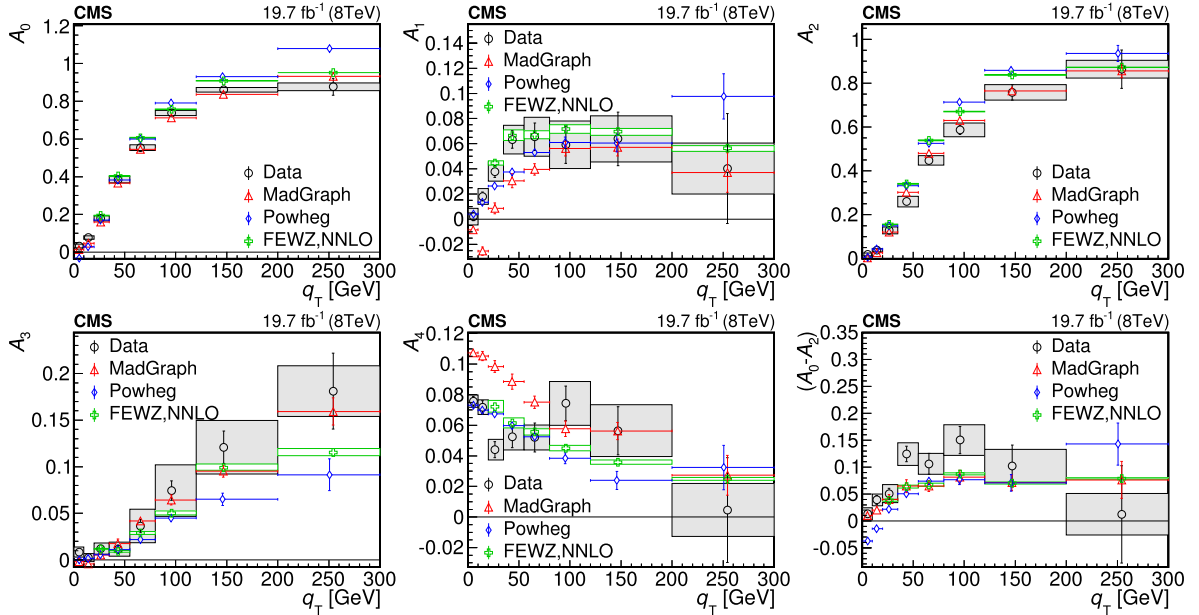 CMS 19.7 fb⁻¹ (8TeV)
A₀
1.2
1
0.8
0.6
0.4
0.2
0
Data
MadGraph
Powheg
FEWZ,NNLO
0 50 100 150 200 250 300
q_T [GeV]
CMS 19.7 fb⁻¹ (8TeV)
A₁
0.14
0.12
0.1
0.08
0.06
0.04
0.02
0
-0.02
Data
MadGraph
Powheg
FEWZ,NNLO
0 50 100 150 200 250 300
q_T [GeV]
CMS 19.7 fb⁻¹ (8TeV)
A₂
1
0.8
0.6
0.4
0.2
0
Data
MadGraph
Powheg
FEWZ,NNLO
0 50 100 150 200 250 300
q_T [GeV]
CMS 19.7 fb⁻¹ (8TeV)
A₃
0.2
0.15
0.1
0.05
0
Data
MadGraph
Powheg
FEWZ,NNLO
0 50 100 150 200 250 300
q_T [GeV]
CMS 19.7 fb⁻¹ (8TeV)
A₄
0.12
0.1
0.08
0.06
0.04
0.02
0
-0.02
Data
MadGraph
Powheg
FEWZ,NNLO
0 50 100 150 200 250 300
q_T [GeV]
CMS 19.7 fb⁻¹ (8TeV)
(A₀-A₂)
0.35
0.3
0.25
0.2
0.15
0.1
0.05
0
-0.05
Data
MadGraph
Powheg
FEWZ,NNLO
0 50 100 150 200 250 300
q_T [GeV]